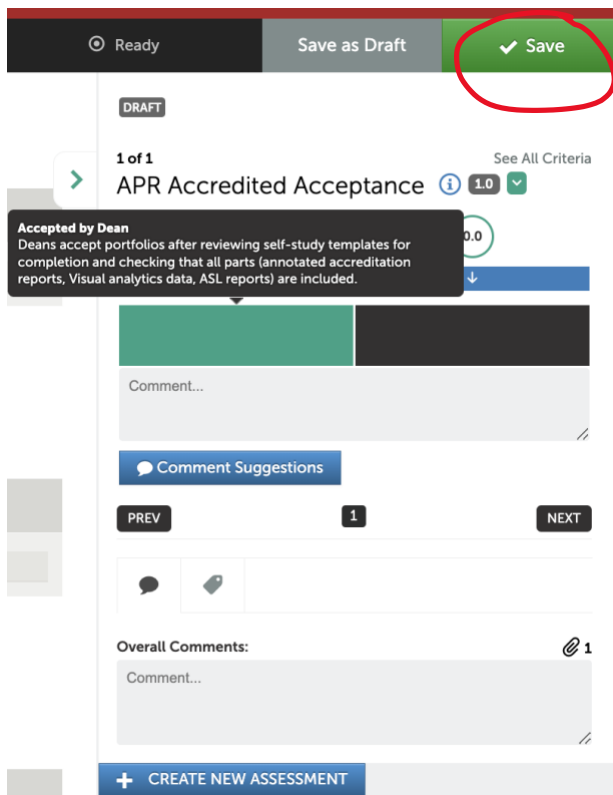 Ready
Save as Draft
Save
DRAFT
1 of 1
See All Criteria
APR Accredited Acceptance
1.0
Accepted by Dean
Deans accept portfolios after reviewing self-study templates for
completion and checking that all parts (annotated accreditation
reports, Visual analytics data, ASL reports) are included.
0.0
Comment...
Comment Suggestions
PREV
1
NEXT
Overall Comments:
1
Comment...
CREATE NEW ASSESSMENT